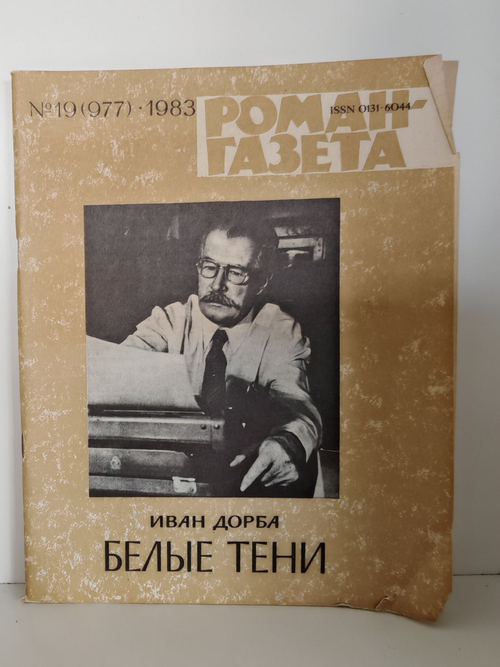 №19(977)·1983
РОМАН-
ГАЗЕТА
ISSN 0131-6044
ИВАН ДОРБА
БЕЛЫЕ ТЕНИ